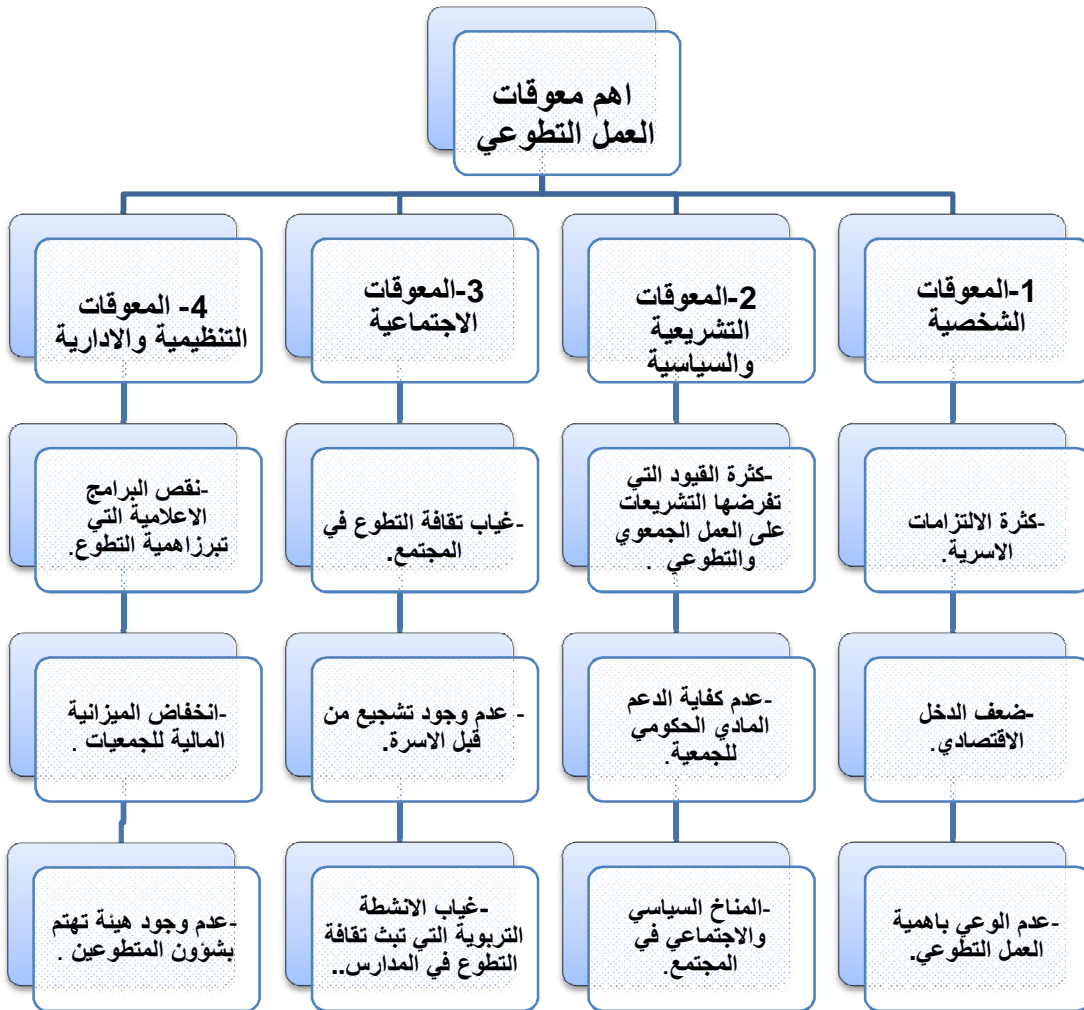 اهم معوقات
العمل التطوعي
1-المعوقات
الشخصية
2-المعوقات
التشريعية
والسياسية
3-المعوقات
الاجتماعية
4- المعوقات
التنظيمية والادارية
-كثرة الالتزامات
الاسرية.
-كثرة القيود التي
تفرضها التشريعات
على العمل الجمعوي
والتطوعي .
-غياب تقافة التطوع في
المجتمع.
-نقص البرامج
الاعلامية التي
تبرزاهمية التطوع.
-ضعف الدخل
الاقتصادي.
-عدم كفاية الدعم
المادي الحكومي
للجمعية.
- عدم وجود تشجيع من
قبل الاسرة.
-انخفاض الميزانية
المالية للجمعيات .
-عدم الوعي باهمية
العمل التطوعي.
-المناخ السياسي
والاجتماعي في
المجتمع.
-غياب الانشطة
التربوية التي تبث تقافة
التطوع في المدارس..
-عدم وجود هيئة تهتم
بشؤون المتطوعين .